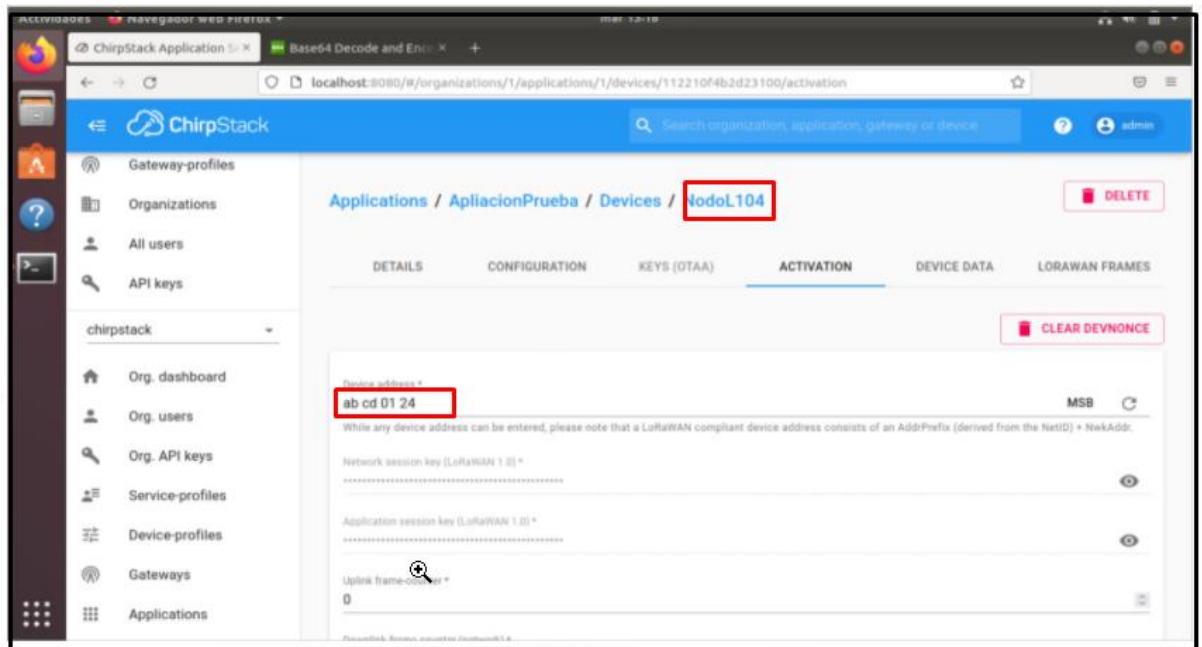 Actividades Navegador web Firefox mar 13-16
ChirpStack Application S Base64 Decode and Enc
localhost:8080/#/organizations/1/applications/1/devices/112210f4b2d23100/activation
ChirpStack Search organization, application, gateway or device ? admin
Gateway-profiles
Organizations
All users
API keys
chirpstack
Org. dashboard
Org. users
Org. API keys
Service-profiles
Device-profiles
Gateways
Applications
Applications / ApliacionPrueba / Devices / NodoL104 DELETE
DETAILS CONFIGURATION KEYS (OTAA) ACTIVATION DEVICE DATA LORAWAN FRAMES
CLEAR DEVNONCE
Device address *
ab cd 01 24 MSB
While any device address can be entered, please note that a LoRaWAN compliant device address consists of an AddrPrefix (derived from the NetID) + NwkAddr.
Network session key (LoRaWAN 1.0) *
Application session key (LoRaWAN 1.0) *
Uplink frame-counter *
0